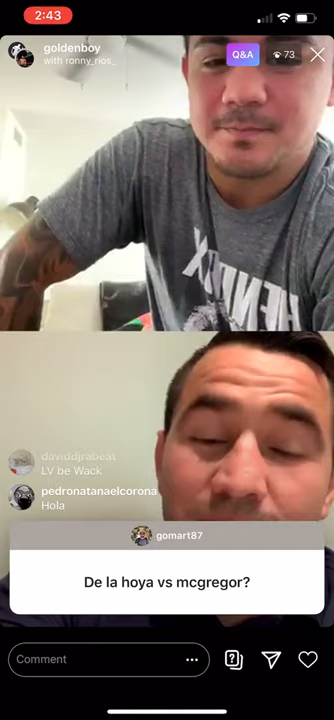 2:43
goldenboy
with ronny_rios_
Q&A
73
HENDRIX
daviddjrabeat
LV be Wack
pedronatanaelcorona
Hola
gomart87
De la hoya vs mcgregor?
Comment